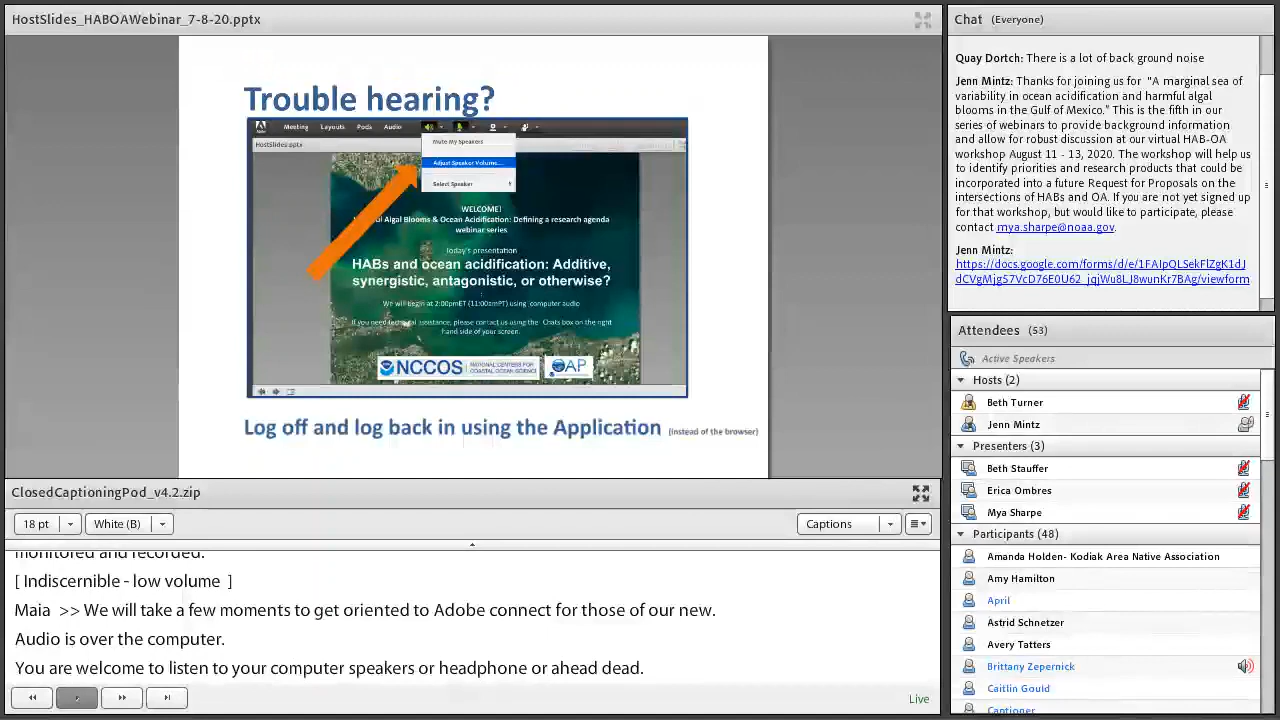 HostSlides_HABOAWebinar_7-8-20.pptx
Trouble hearing?
Meeting Layouts Pods Audio
HostSlides.pptx
Mute My Speakers
Adjust Speaker Volume...
Select Speaker
WELCOME!
Algal Blooms & Ocean Acidification: Defining a research agenda
webinar series
Today's presentation
HABs and ocean acidification: Additive,
synergistic, antagonistic, or otherwise?
We will begin at 2:00pmET (11:00amPT) using computer audio
If you need technical assistance, please contact us using the Chats box on the right
hand side of your screen.
NCCOS NATIONAL CENTERS FOR
COASTAL OCEAN SCIENCE
OAP
Log off and log back in using the Application (instead of the browser)
ClosedCaptioningPod_v4.2.zip
18 pt White (B) Captions
monitored and recorded.
[ Indiscernible - low volume ]
Maia >> We will take a few moments to get oriented to Adobe connect for those of our new.
Audio is over the computer.
You are welcome to listen to your computer speakers or headphone or ahead dead.
Live
Chat (Everyone)
Quay Dortch: There is a lot of back ground noise
Jenn Mintz: Thanks for joining us for "A marginal sea of
variability in ocean acidification and harmful algal
blooms in the Gulf of Mexico." This is the fifth in our
series of webinars to provide background information
and allow for robust discussion at our virtual HAB-OA
workshop August 11 - 13, 2020. The workshop will help us
to identify priorities and research products that could be
incorporated into a future Request for Proposals on the
intersections of HABs and OA. If you are not yet signed up
for that workshop, but would like to participate, please
contact mya.sharpe@noaa.gov.
Jenn Mintz:
https://docs.google.com/forms/d/e/1FAIpQLSekFlZgK1dJ
dCVgMjg57VcD76E0U62_jqjWu8LJ8wunKr7BAg/viewform
Attendees (53)
Active Speakers
Hosts (2)
Beth Turner
Jenn Mintz
Presenters (3)
Beth Stauffer
Erica Ombres
Mya Sharpe
Participants (48)
Amanda Holden- Kodiak Area Native Association
Amy Hamilton
April
Astrid Schnetzer
Avery Tatters
Brittany Zepernick
Caitlin Gould
Captioner